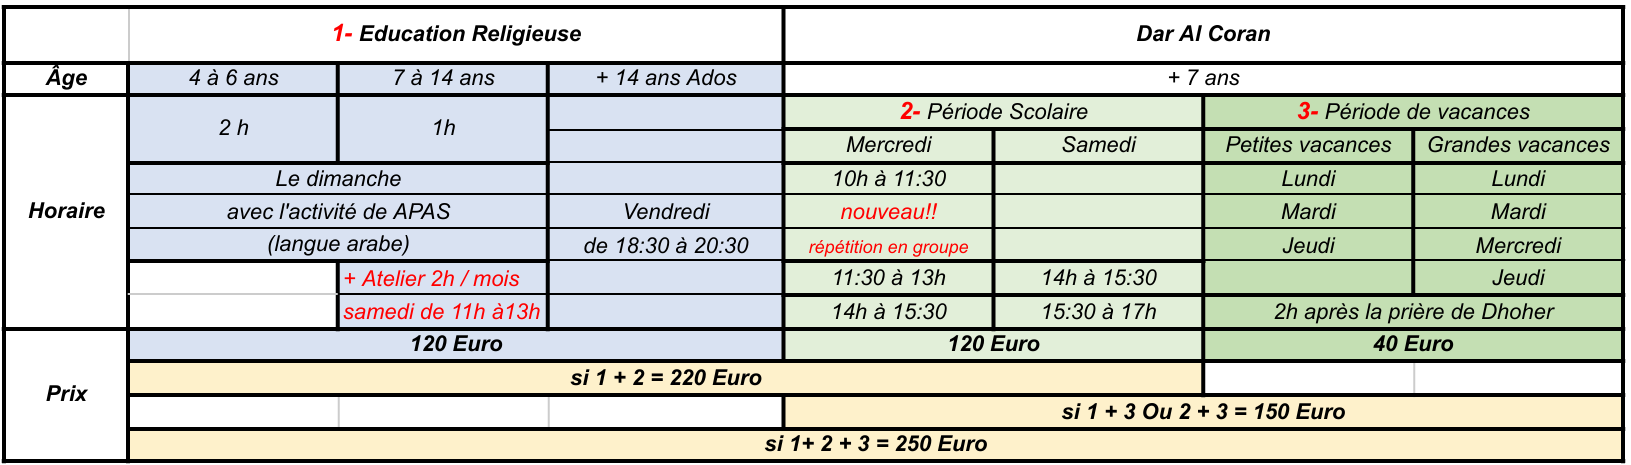 1- Education Religieuse Dar Al Coran
Âge 4 à 6 ans 7 à 14 ans + 14 ans Ados + 7 ans
2- Période Scolaire 3- Période de vacances
2 h 1h
Mercredi Samedi Petites vacances Grandes vacances
Le dimanche 10h à 11:30 Lundi Lundi
Horaire avec l'activité de APAS Vendredi nouveau!! Mardi Mardi
(langue arabe) de 18:30 à 20:30 répétition en groupe Jeudi Mercredi
+ Atelier 2h / mois 11:30 à 13h 14h à 15:30 Jeudi
samedi de 11h à13h 14h à 15:30 15:30 à 17h 2h après la prière de Dhoher
120 Euro 120 Euro 40 Euro
si 1 + 2 = 220 Euro
Prix
si 1 + 3 Ou 2 + 3 = 150 Euro
si 1+ 2 + 3 = 250 Euro